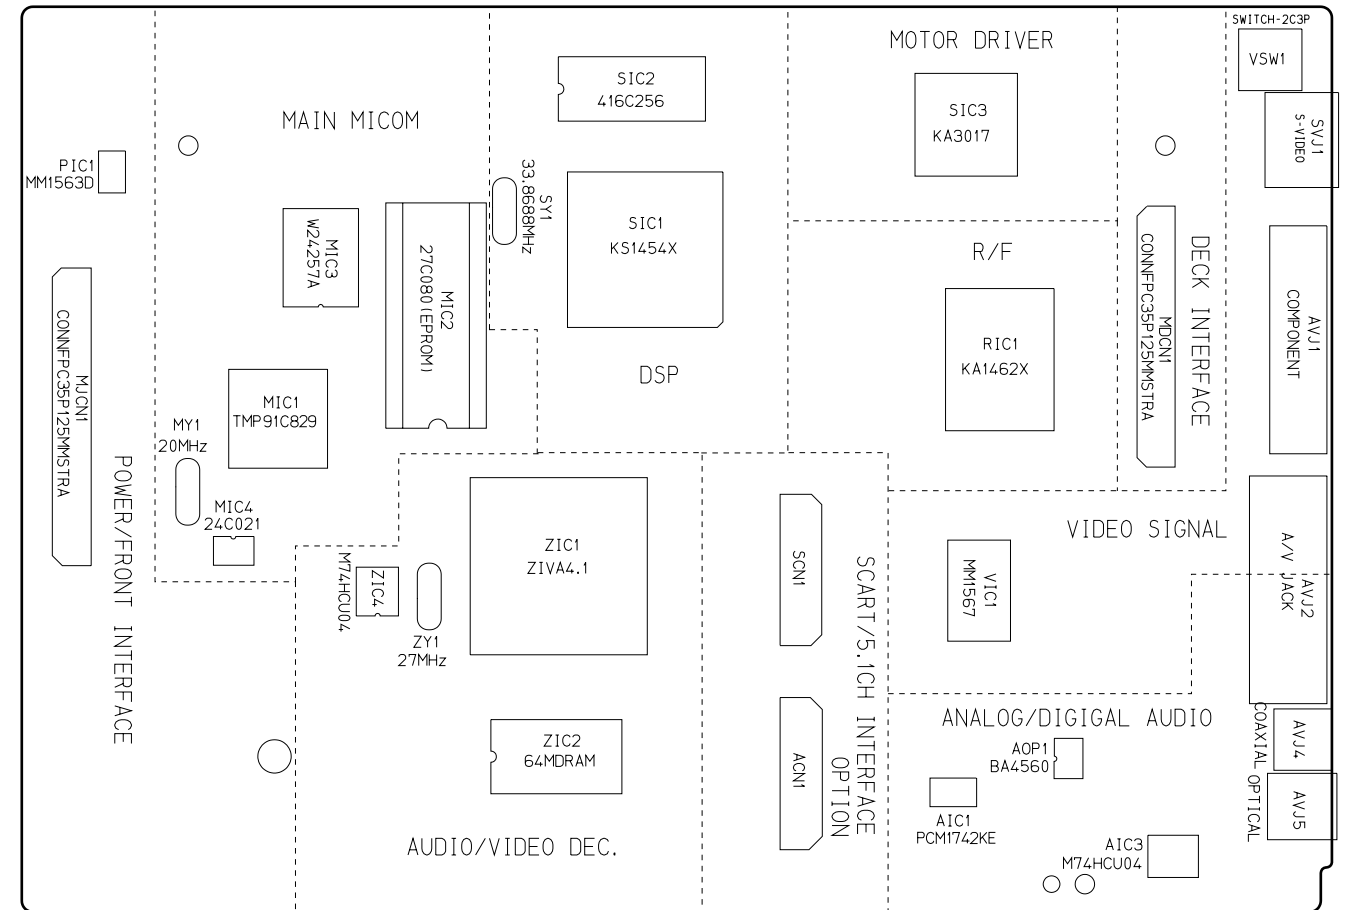 SWITCH-2C3P
VSW1
SVJ1
S-VIDEO
MOTOR DRIVER
SIC3
KA3017
SIC2
416C256
MAIN MICOM
PIC1
MM1563D
SY1
33.8688MHz
SIC1
KS1454X
MIC3
W24257A
MIC2
27C080(EPROM)
R/F
RIC1
KA1462X
MDCN1
CONNFPC35P125MMSTRA
DECK INTERFACE
AVJ1
COMPONENT
DSP
MJCN1
CONNFPC35P125MMSTRA
MIC1
TMP91C829
MY1
20MHz
MIC4
24C021
POWER/FRONT INTERFACE
ZIC1
ZIVA4.1
ZIC4
M74HCU04
ZY1
27MHz
SCN1
SCART/5.1CH INTERFACE
OPTION
VIDEO SIGNAL
VIC1
MM1567
AVJ2
A/V JACK
ZIC2
64MDRAM
ACN1
ANALOG/DIGIGAL AUDIO
AOP1
BA4560
AIC1
PCM1742KE
AIC3
M74HCU04
COAXIAL
AVJ4
OPTICAL
AVJ5
AUDIO/VIDEO DEC.